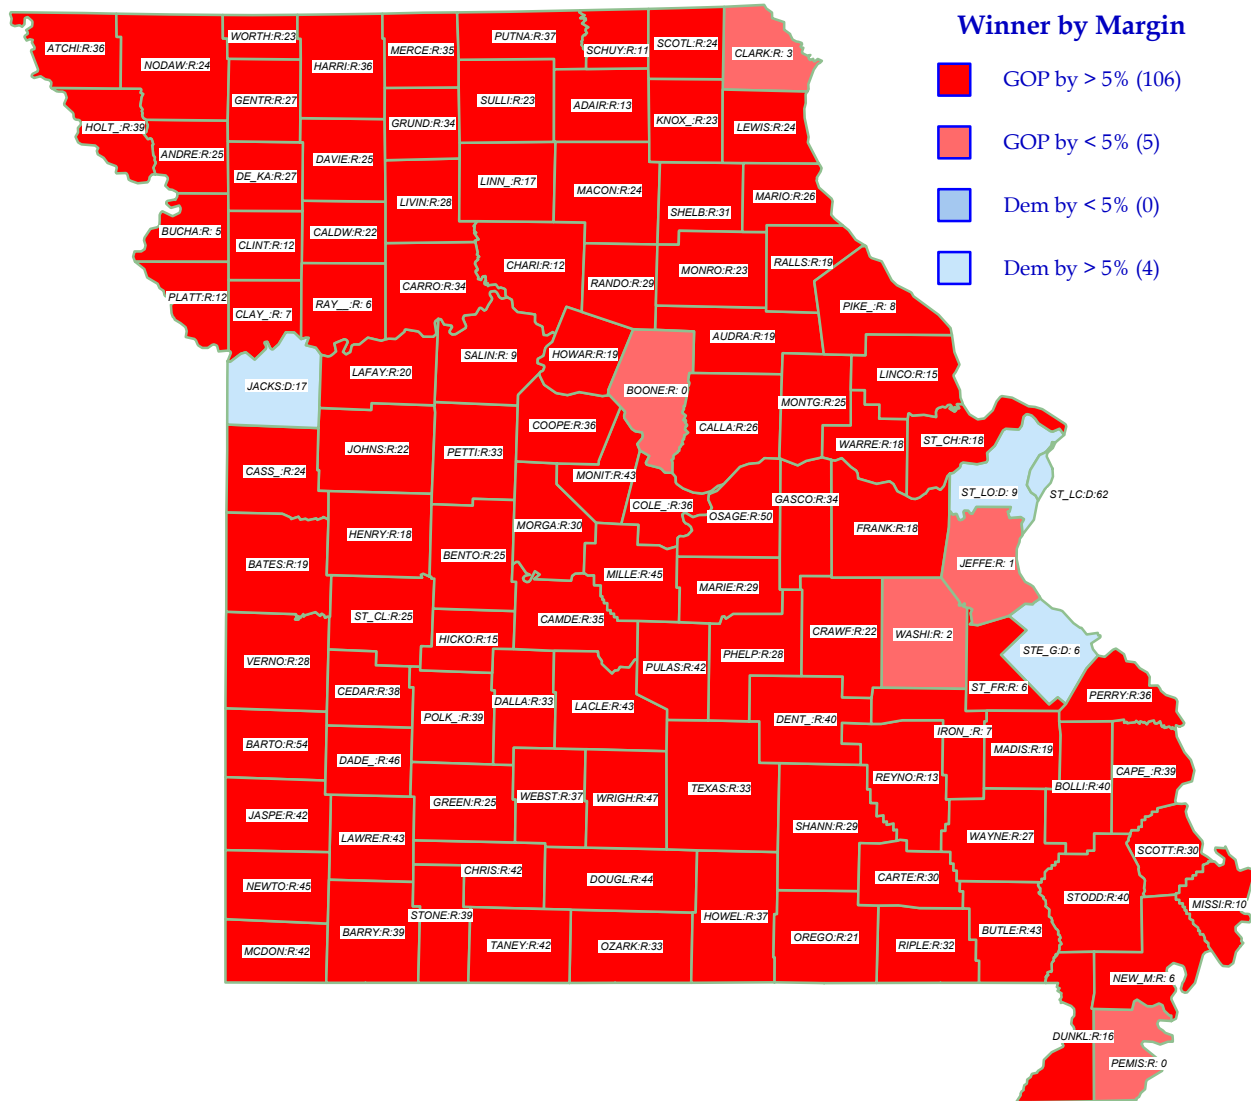 Winner by Margin
GOP by > 5% (106)
GOP by < 5% (5)
Dem by < 5% (0)
Dem by > 5% (4)
ATCHI:R:36
NODAW:R:24
WORTH:R:23
HARRI:R:36
MERCE:R:35
PUTNA:R:37
SCHUY:R:11
SCOTL:R:24
CLARK:R: 3
HOLT_:R:39
GENTR:R:27
SULLI:R:23
ADAIR:R:13
KNOX_:R:23
LEWIS:R:24
GRUND:R:34
ANDRE:R:25
DAVIE:R:25
DE_KA:R:27
LINN_:R:17
MACON:R:24
MARIO:R:26
LIVIN:R:28
SHELB:R:31
BUCHA:R: 5
CLINT:R:12
CALDW:R:22
CHARI:R:12
RANDO:R:29
MONRO:R:23
RALLS:R:19
CARRO:R:34
PLATT:R:12
CLAY_:R: 7
RAY__:R: 6
PIKE_:R: 8
AUDRA:R:19
SALIN:R: 9
HOWAR:R:19
LAFAY:R:20
JACKS:D:17
BOONE:R: 0
LINCO:R:15
MONTG:R:25
COOPE:R:36
CALLA:R:26
WARRE:R:18
ST_CH:R:18
JOHNS:R:22
PETTI:R:33
CASS_:R:24
MONIT:R:43
COLE_:R:36
GASCO:R:34
ST_LO:D: 9
ST_LC:D:62
OSAGE:R:50
MORGA:R:30
FRANK:R:18
HENRY:R:18
BENTO:R:25
BATES:R:19
MILLE:R:45
MARIE:R:29
JEFFE:R: 1
ST_CL:R:25
HICKO:R:15
CAMDE:R:35
CRAWF:R:22
WASHI:R: 2
STE_G:D: 6
VERNO:R:28
PULAS:R:42
PHELP:R:28
ST_FR:R: 6
PERRY:R:36
CEDAR:R:38
DALLA:R:33
LACLE:R:43
POLK_:R:39
DENT_:R:40
IRON_:R: 7
MADIS:R:19
BARTO:R:54
DADE_:R:46
REYNO:R:13
CAPE_:R:39
BOLLI:R:40
TEXAS:R:33
GREEN:R:25
WEBST:R:37
WRIGH:R:47
JASPE:R:42
SHANN:R:29
WAYNE:R:27
LAWRE:R:43
SCOTT:R:30
CHRIS:R:42
DOUGL:R:44
CARTE:R:30
NEWTO:R:45
STODD:R:40
MISSI:R:10
STONE:R:39
HOWEL:R:37
BARRY:R:39
TANEY:R:42
OZARK:R:33
OREGO:R:21
RIPLE:R:32
BUTLE:R:43
MCDON:R:42
NEW_M:R: 6
DUNKL:R:16
PEMIS:R: 0